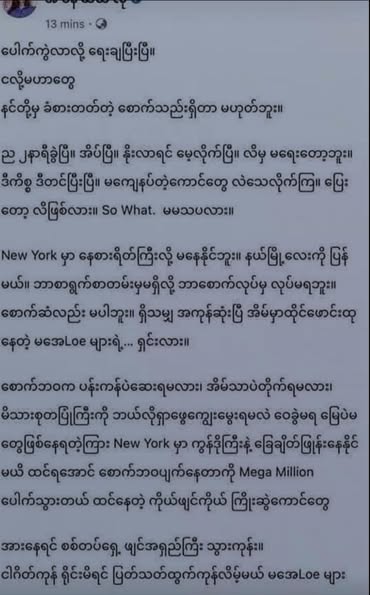 13 mins ·
ပေါက်ကွဲလာလို့ ရေးချပြီးပြီ။
ငလို့မဟာတွေ
နင်တို့မှ ခံစားတတ်တဲ့ စောက်သည်းရှိတာ မဟုတ်ဘူး။
ည ၂နာရီခွဲပြီ။ အိပ်ပြီ။ နိုးလာရင် မေ့လိုက်ပြီ။ လိမှ မရေးတော့ဘူး။
ဒီကိစ္စ ဒီတင်ပြီးပြီ။ မကျေနပ်တဲ့ကောင်တွေ လဲသေလိုက်ကြ။ ပြေး
တော့ လိဖြစ်လား။ So What. မမသပလား။
New York မှာ နေစားရိတ်ကြီးလို့ မနေနိုင်ဘူး။ နယ်မြို့လေးကို ပြန်
မယ်။ ဘာစာရွက်စာတမ်းမှမရှိလို့ ဘာစောက်လုပ်မှ လုပ်မရဘူး။
စောက်ဆံလည်း မပါဘူး။ ရှိသမျှ အကုန်ဆုံးပြီ အိမ်မှာထိုင်ဖောင်းထု
နေတဲ့ မအေLoe များရဲ့... ရှင်းလား။
စောက်ဘဝက ပန်းကန်ပဲဆေးရမလား၊ အိမ်သာပဲတိုက်ရမလား၊
မိသားစုတပြုံကြီးကို ဘယ်လိုရှာဖွေကျွေးမွေးရမလဲ ဝေခွဲမရ မြေပဲမ
တွေဖြစ်နေရတဲ့ကြား New York မှာ ကွန်ဒိုကြီးနဲ့ ခြေချိတ်ဖြုန်းနေနိုင်
မယိ ထင်ရအောင် စောက်ဘဝပျက်နေတာကို Mega Million
ပေါက်သွားတယ် ထင်နေတဲ့ ကိုယ်ဖျင်ကိုယ် ကြိုးဆွဲကောင်တွေ
အားနေရင် စစ်တပ်ရှေ့ ဖျင်အရှည်ကြီး သွားကုန်း။
ငါဂိတ်ကုန် ရိုင်းမိရင် ပြတ်သတ်ထွက်ကုန်လိမ့်မယ် မအေLoe များ